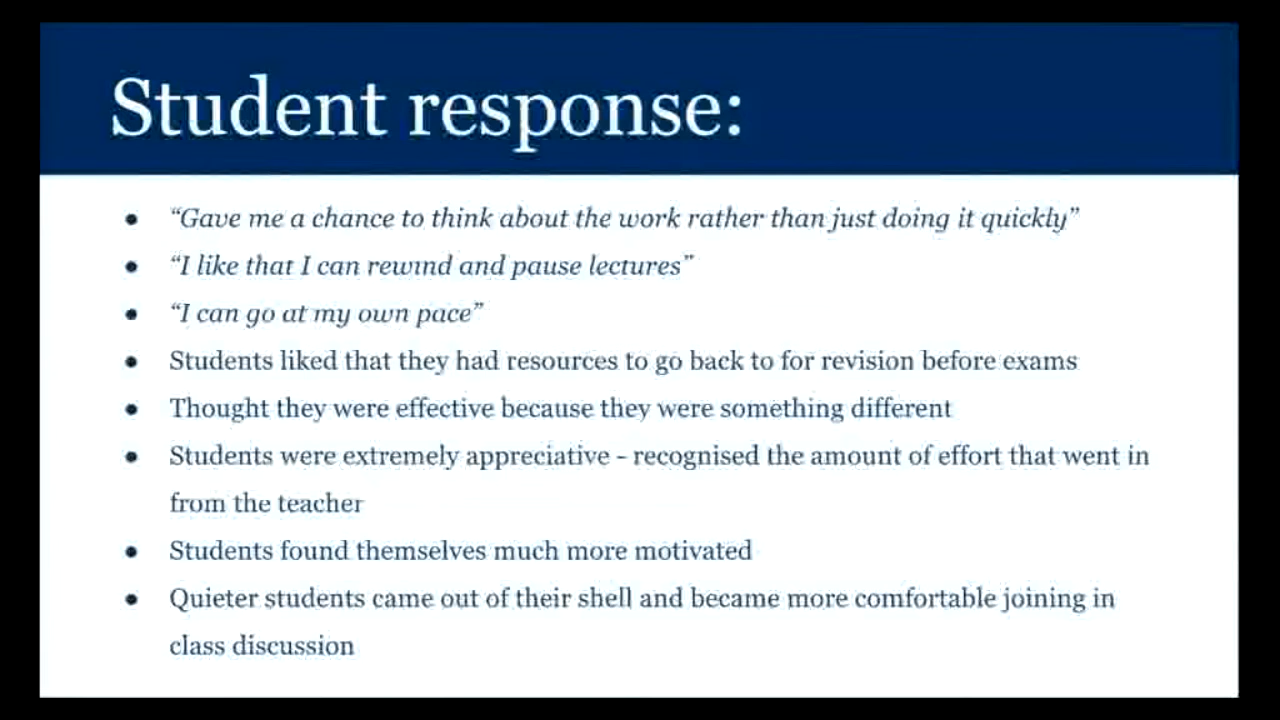 Student response:
● “Gave me a chance to think about the work rather than just doing it quickly”
● “I like that I can rewind and pause lectures”
● “I can go at my own pace”
● Students liked that they had resources to go back to for revision before exams
● Thought they were effective because they were something different
● Students were extremely appreciative - recognised the amount of effort that went in
from the teacher
● Students found themselves much more motivated
● Quieter students came out of their shell and became more comfortable joining in
class discussion